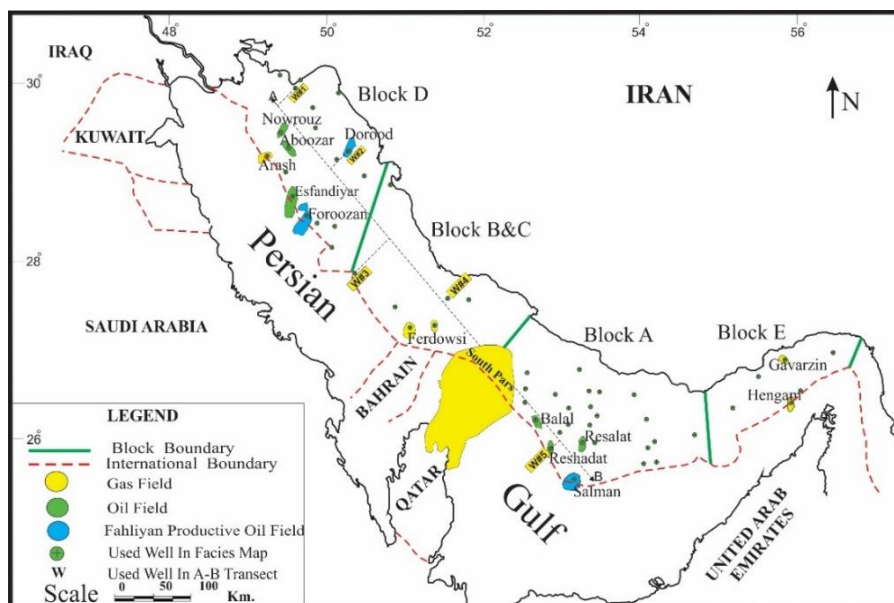 48
50
52
54
56
IRAQ
30°
A
W#1
Block D
IRAN
N
Nowrouz
KUWAIT
Aboozar
Dorood
W#2
Arash
Esfandiyar
Foroozan
Block B&C
28°
Persian
W#3
W#4
SAUDI ARABIA
Block A
Block E
Ferdowsi
South Pars
Gavarzin
BAHRAIN
Hengam
26°
Balal
Resalat
Reshadat
W#5
B
QATAR
Salman
Gulf
UNITED ARAB
EMIRATES
LEGEND
Block Boundary
International Boundary
Gas Field
Oil Field
Fahliyan Productive Oil Field
Used Well In Facies Map
W Used Well In A-B Transect
Scale 0 50 100 Km.